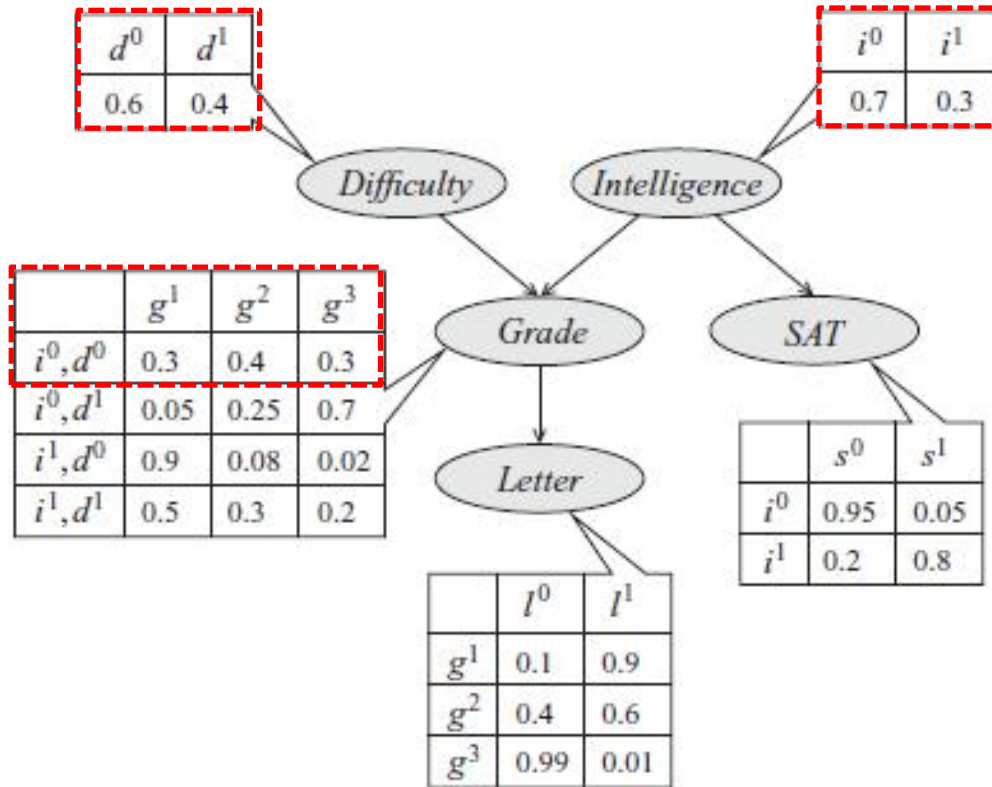 d⁰ d¹
0.6 0.4
i⁰ i¹
0.7 0.3
Difficulty
Intelligence
g¹ g² g³
i⁰, d⁰ 0.3 0.4 0.3
i⁰, d¹ 0.05 0.25 0.7
i¹, d⁰ 0.9 0.08 0.02
i¹, d¹ 0.5 0.3 0.2
Grade
SAT
Letter
s⁰ s¹
i⁰ 0.95 0.05
i¹ 0.2 0.8
l⁰ l¹
g¹ 0.1 0.9
g² 0.4 0.6
g³ 0.99 0.01